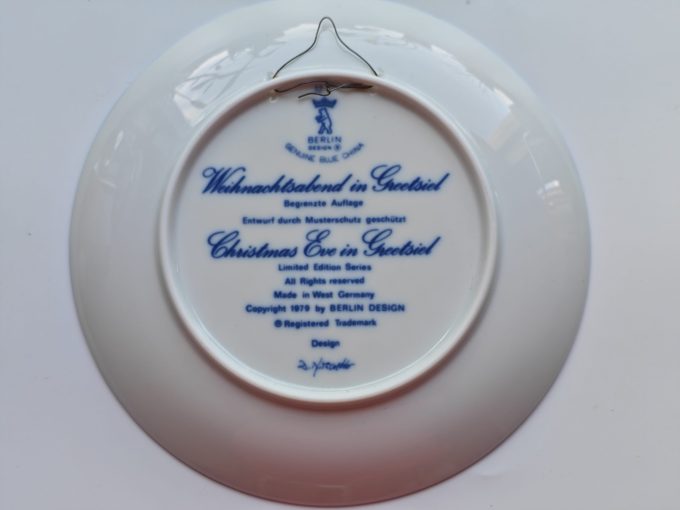 BERLIN
DESIGN ®
GENUINE BLUE CHINA
Weihnachtsabend in Greetsiel
Begrenzte Auflage
Entwurf durch Musterschutz geschützt
Christmas Eve in Greetsiel
Limited Edition Series
All Rights reserved
Made in West Germany
Copyright 1979 by BERLIN DESIGN
® Registered Trademark
Design